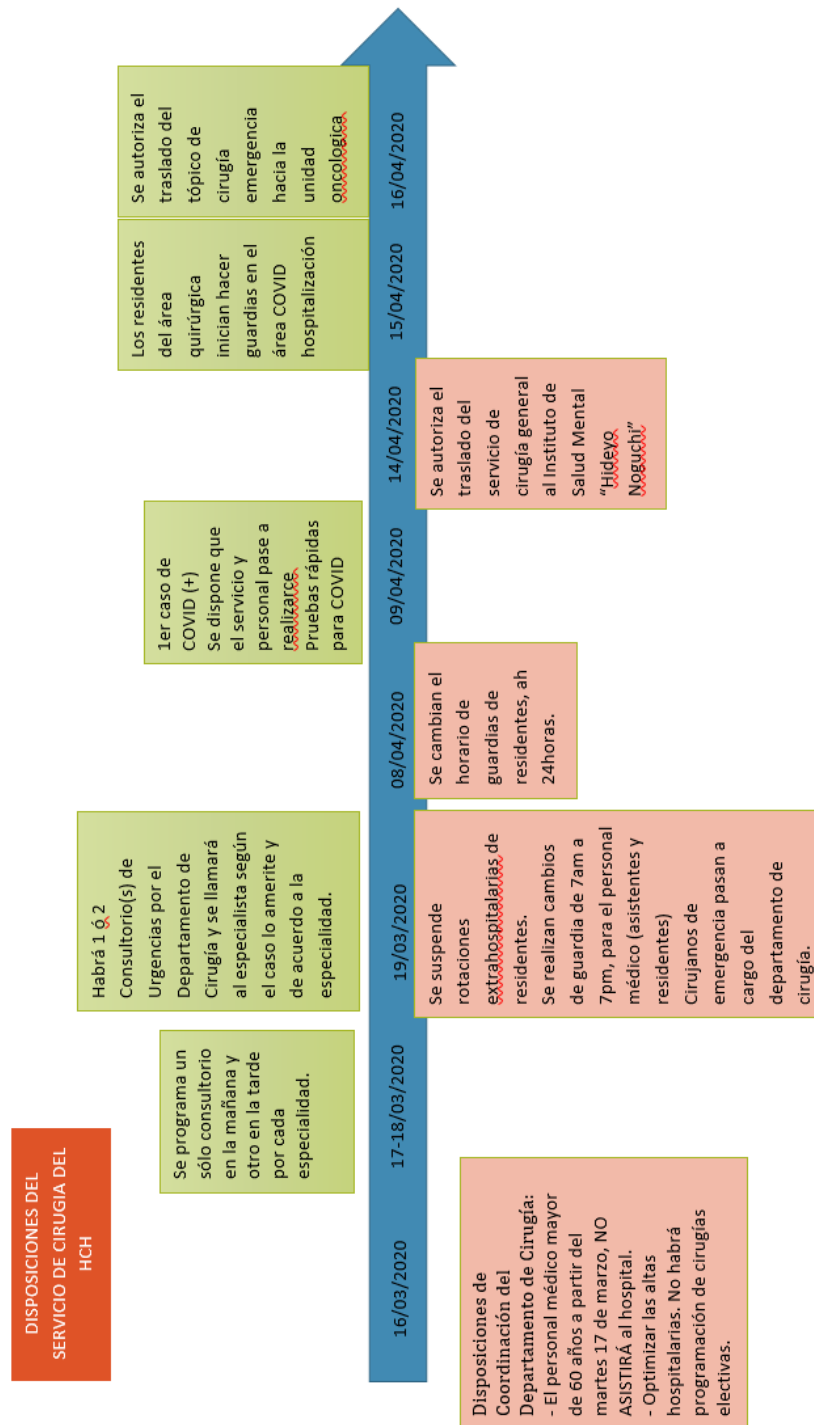 DISPOSICIONES DEL
SERVICIO DE CIRUGIA DEL
HCH
Se programa un
sólo consultorio
en la mañana y
otro en la tarde
por cada
especialidad.
Habrá 1 ó 2
Consultorio(s) de
Urgencias por el
Departamento de
Cirugía y se llamará
al especialista según
el caso lo amerite y
de acuerdo a la
especialidad.
1er caso de
COVID (+)
Se dispone que
el servicio y
personal pase a
realizarce
Pruebas rápidas
para COVID
Los residentes
del área
quirúrgica
inician hacer
guardias en el
área COVID
hospitalización
Se autoriza el
traslado del
tópico de
cirugía
emergencia
hacia la
unidad
oncologica
16/03/2020
17-18/03/2020
19/03/2020
08/04/2020
09/04/2020
14/04/2020
15/04/2020
16/04/2020
Disposiciones de
Coordinación del
Departamento de Cirugía:
- El personal médico mayor
de 60 años a partir del
martes 17 de marzo, NO
ASISTIRÁ al hospital.
- Optimizar las altas
hospitalarias. No habrá
programación de cirugías
electivas.
Se suspende
rotaciones
extrahospitalarias de
residentes.
Se realizan cambios
de guardia de 7am a
7pm, para el personal
médico (asistentes y
residentes)
Cirujanos de
emergencia pasan a
cargo del
departamento de
cirugía.
Se cambian el
horario de
guardias de
residentes, ah
24horas.
Se autoriza el
traslado del
servicio de
cirugía general
al Instituto de
Salud Mental
“Hideyo
Noguchi”